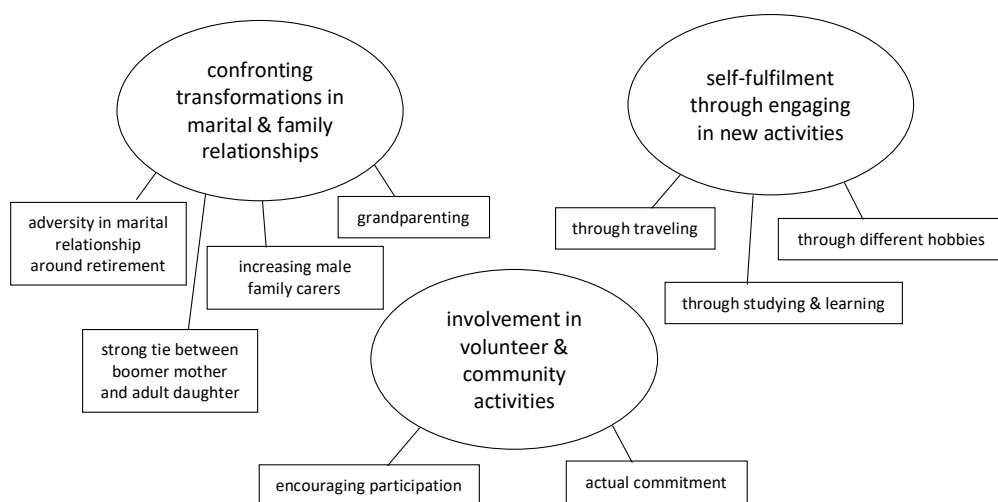 confronting
transformations in
marital & family
relationships
adversity in marital
relationship
around retirement
strong tie between
boomer mother
and adult daughter
increasing male
family carers
grandparenting
self-fulfilment
through engaging
in new activities
through traveling
through studying & learning
through different hobbies
involvement in
volunteer &
community
activities
encouraging participation
actual commitment